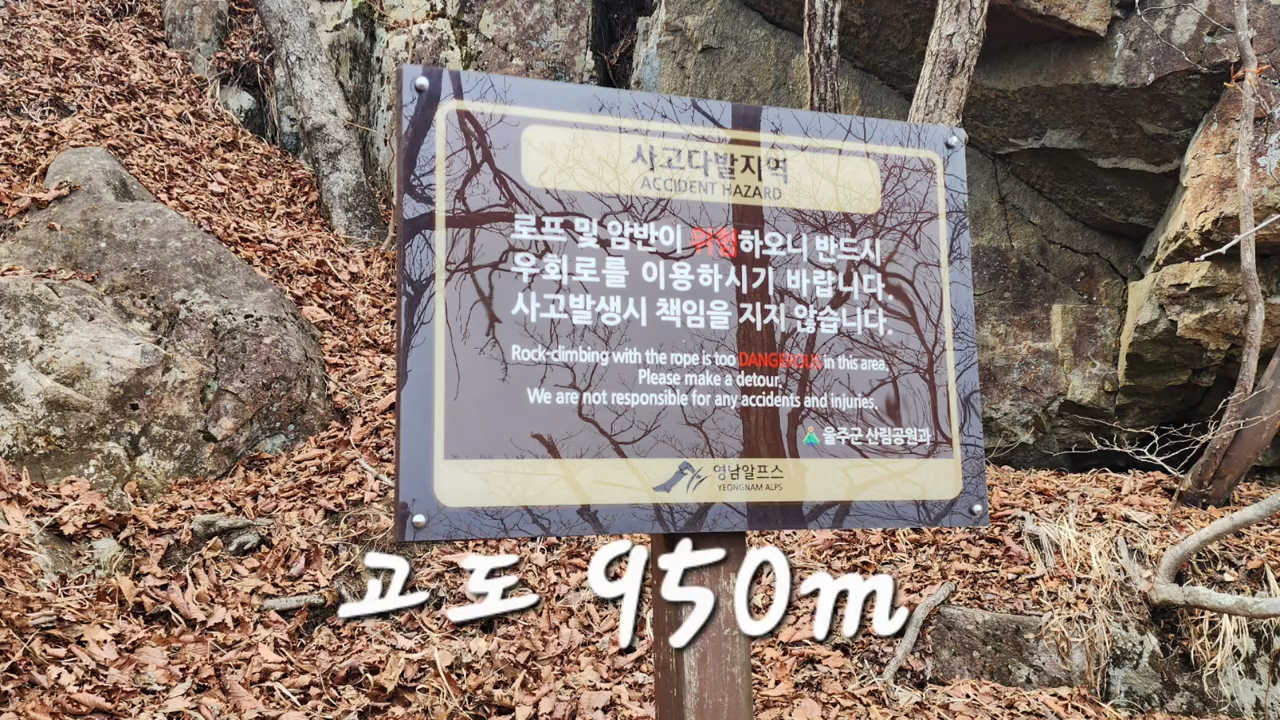 사고다발지역
ACCIDENT HAZARD
로프 및 암반이 위험하오니 반드시
우회로를 이용하시기 바랍니다.
사고발생시 책임을 지지 않습니다.
Rock-climbing with the rope is too DANGEROUS in this area.
Please make a detour.
We are not responsible for any accidents and injuries.
울주군 산림공원과
영남알프스
YEONGNAM ALPS
고도 950m